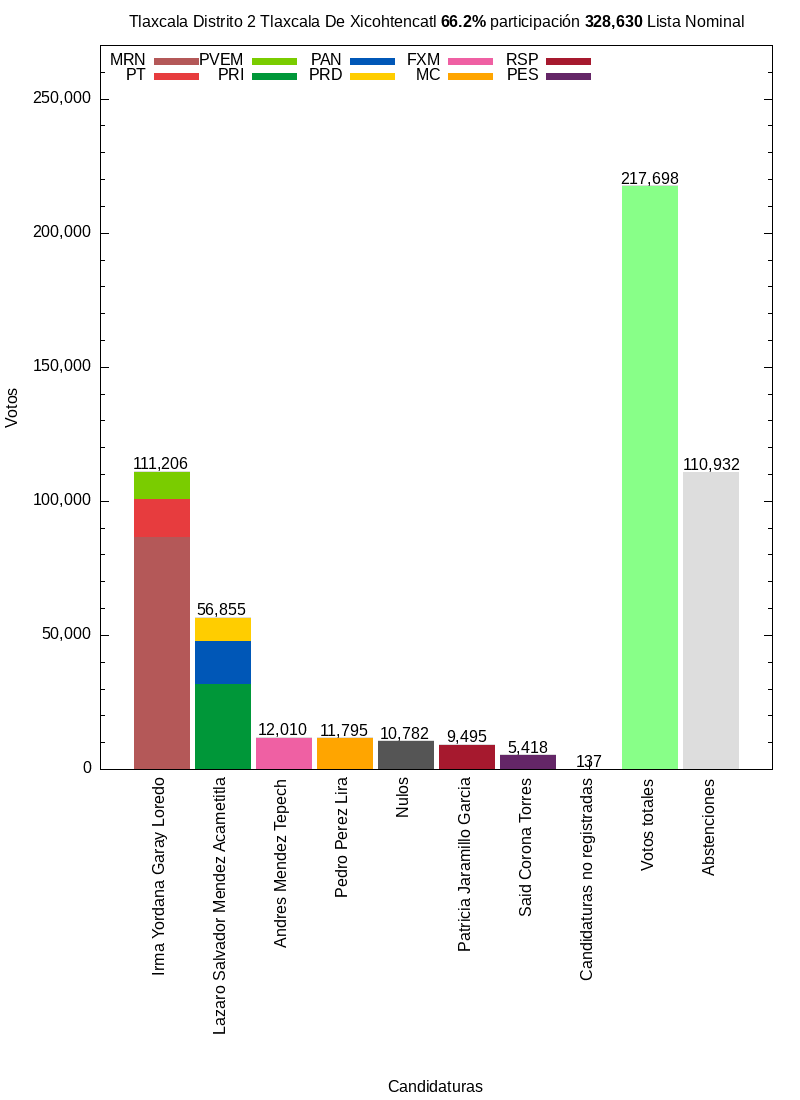 Tlaxcala Distrito 2 Tlaxcala De Xicohtencatl 66.2% participación 328,630 Lista Nominal
MRN PVEM PAN FXM RSP
PT PRI PRD MC PES
250,000
200,000
150,000
100,000
50,000
0
Votos
111,206
56,855
12,010
11,795
10,782
9,495
5,418
137
217,698
110,932
Irma Yordana Garay Loredo
Lazaro Salvador Mendez Acametitla
Andres Mendez Tepech
Pedro Perez Lira
Nulos
Patricia Jaramillo Garcia
Said Corona Torres
Candidaturas no registradas
Votos totales
Abstenciones
Candidaturas